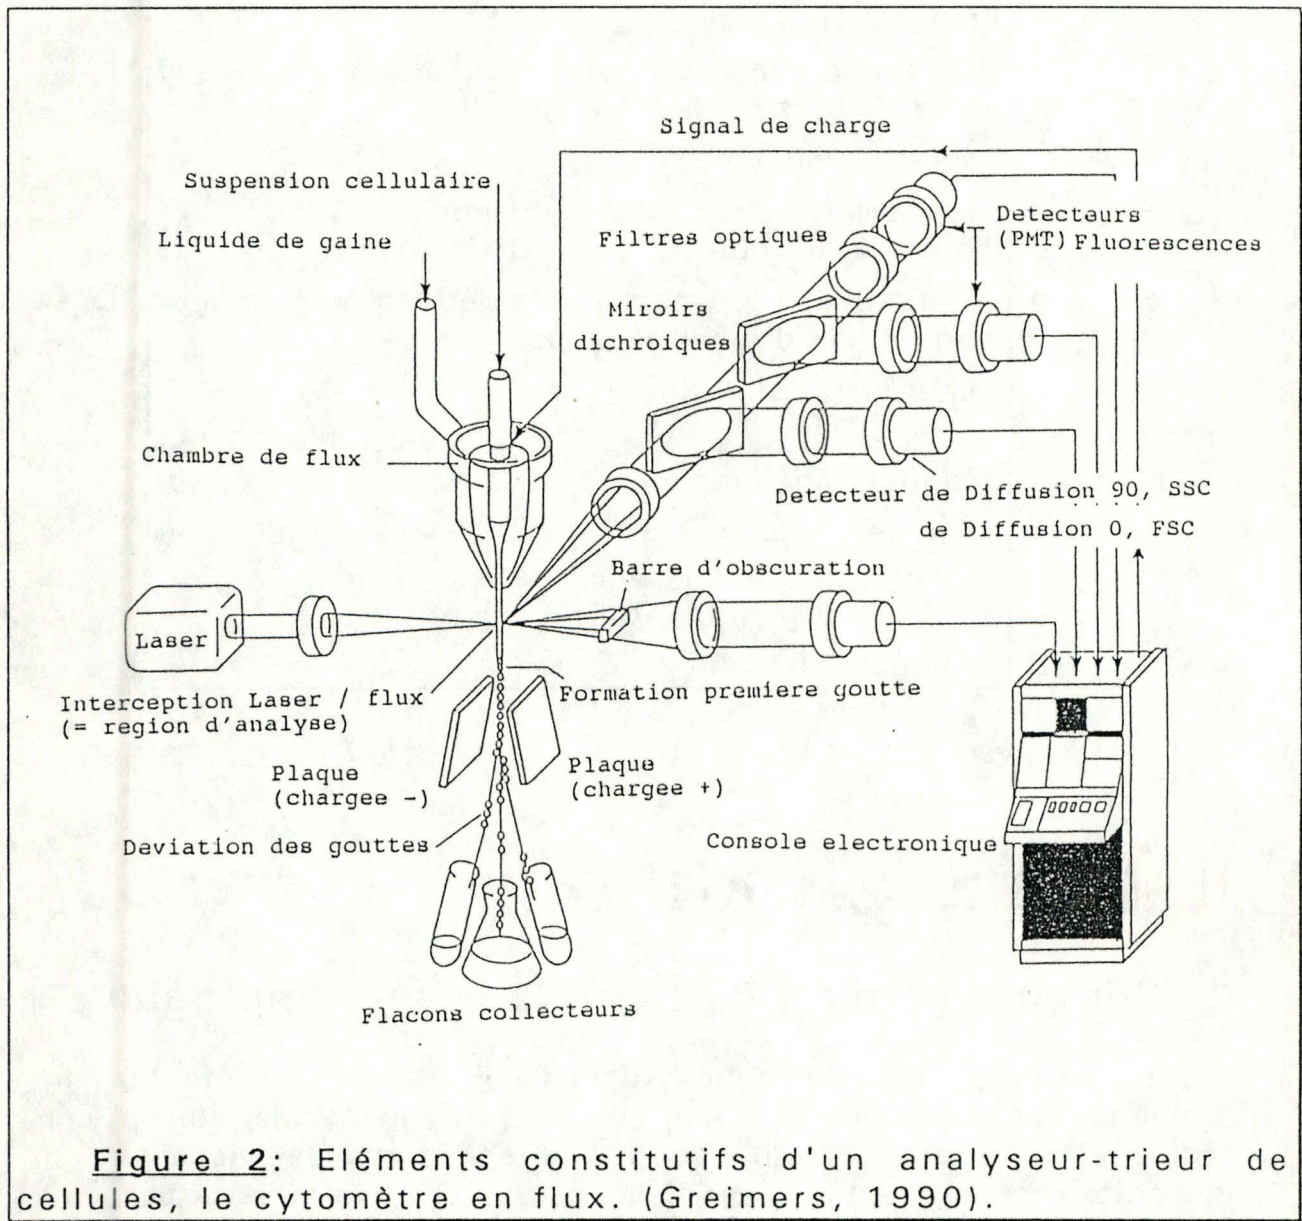 Signal de charge
Suspension cellulaire
Liquide de gaine
Filtres optiques
Detecteurs
(PMT) Fluorescences
Miroirs
dichroiques
Chambre de flux
Detecteur de Diffusion 90, SSC
de Diffusion 0, FSC
Barre d'obscuration
Laser
Interception Laser / flux
(= region d'analyse)
Formation premiere goutte
Plaque
(chargee -)
Plaque
(chargee +)
Deviation des gouttes
Console electronique
Flacons collecteurs
Figure 2: Eléments constitutifs d'un analyseur-trieur de
cellules, le cytomètre en flux. (Greimers, 1990).